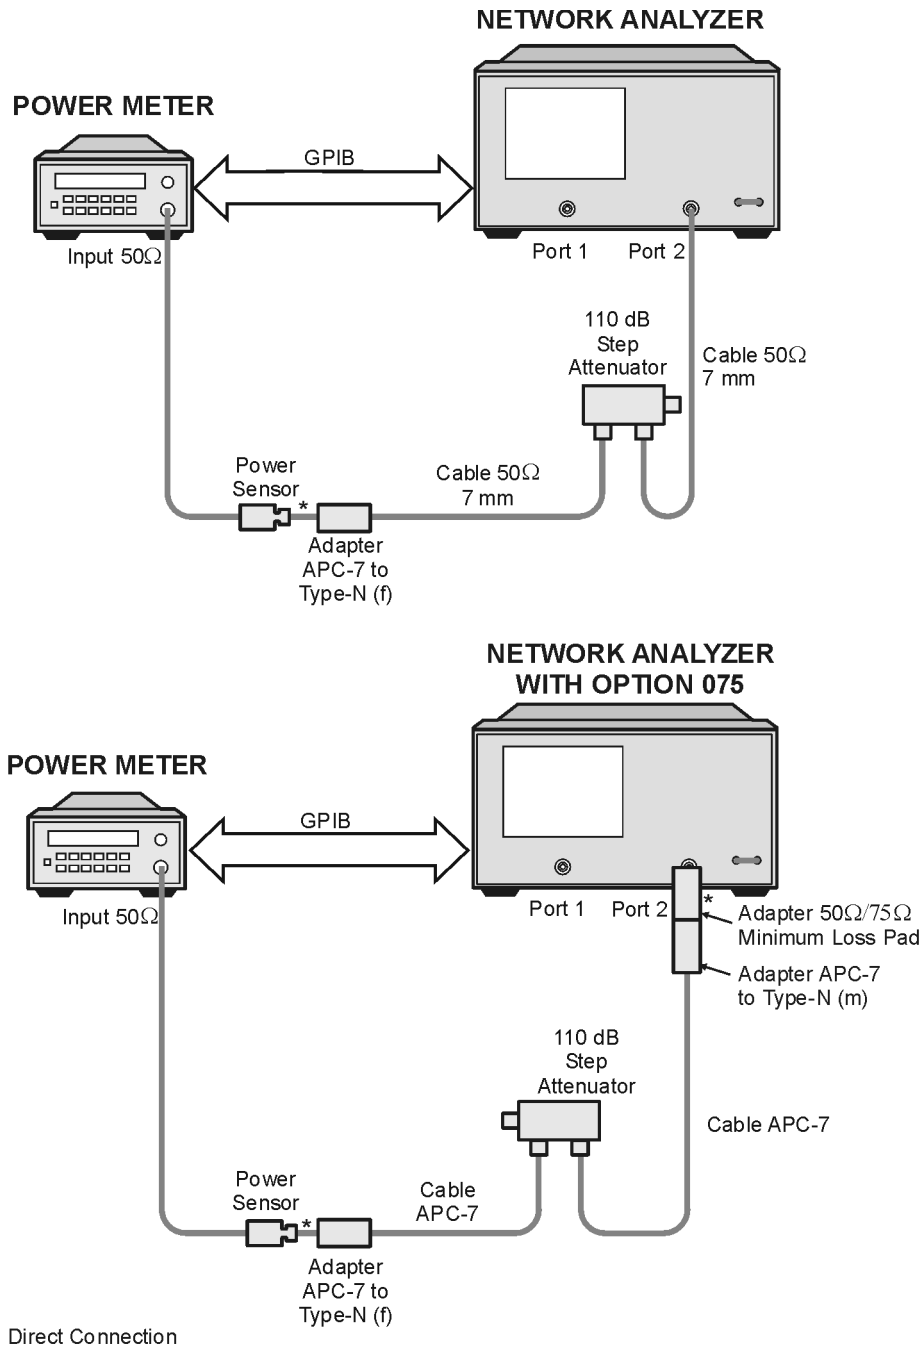 NETWORK ANALYZER
POWER METER
GPIB
Input 50Ω
Port 1
Port 2
110 dB
Step
Attenuator
Cable 50Ω
7 mm
Power
Sensor
*
Cable 50Ω
7 mm
Adapter
APC-7 to
Type-N (f)
NETWORK ANALYZER
WITH OPTION 075
POWER METER
GPIB
Input 50Ω
Port 1
Port 2
*
Adapter 50Ω/75Ω
Minimum Loss Pad
Adapter APC-7
to Type-N (m)
110 dB
Step
Attenuator
Cable APC-7
Power
Sensor
*
Cable
APC-7
Adapter
APC-7 to
Type-N (f)
Direct Connection